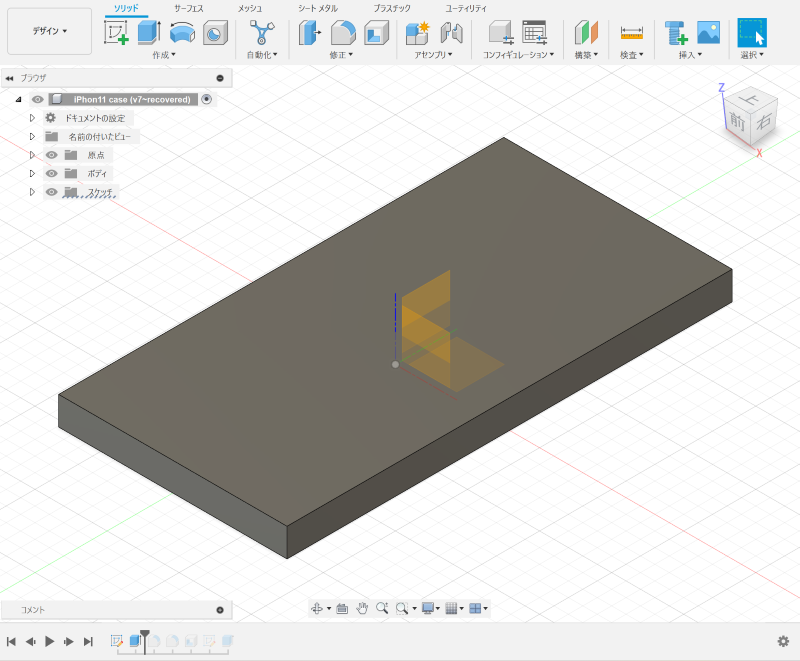 ソリッド サーフェス メッシュ シート メタル プラスチック ユーティリティ
デザイン▼
作成▼ 自動化▼ 修正▼ アセンブリ▼ コンフィギュレーション▼ 構築▼ 検査▼ 挿入▼ 選択▼
ブラウザ
iPhon11 case (v7~recovered)
ドキュメントの設定
名前の付いたビュー
原点
ボディ
スケッチ
Z
上
前 右
X
コメント